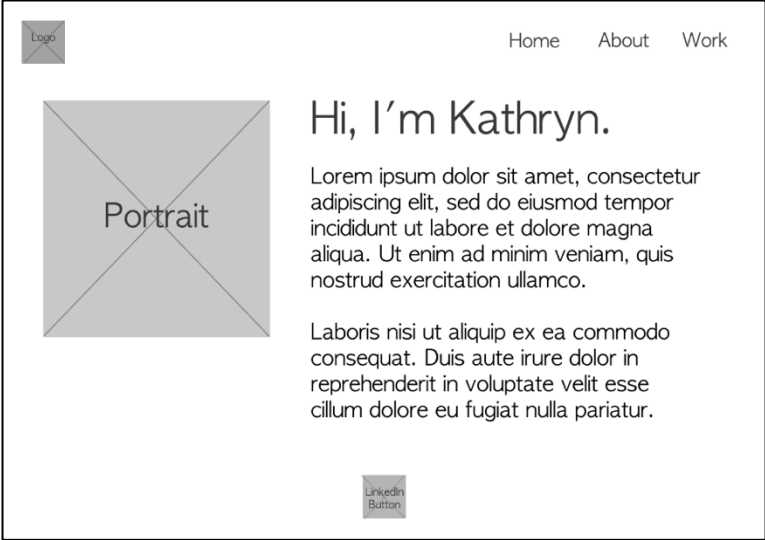 Logo
Home About Work
Portrait
Hi, I'm Kathryn.
Lorem ipsum dolor sit amet, consectetur
adipiscing elit, sed do eiusmod tempor
incididunt ut labore et dolore magna
aliqua. Ut enim ad minim veniam, quis
nostrud exercitation ullamco.
Laboris nisi ut aliquip ex ea commodo
consequat. Duis aute irure dolor in
reprehenderit in voluptate velit esse
cillum dolore eu fugiat nulla pariatur.
LinkedIn
Button